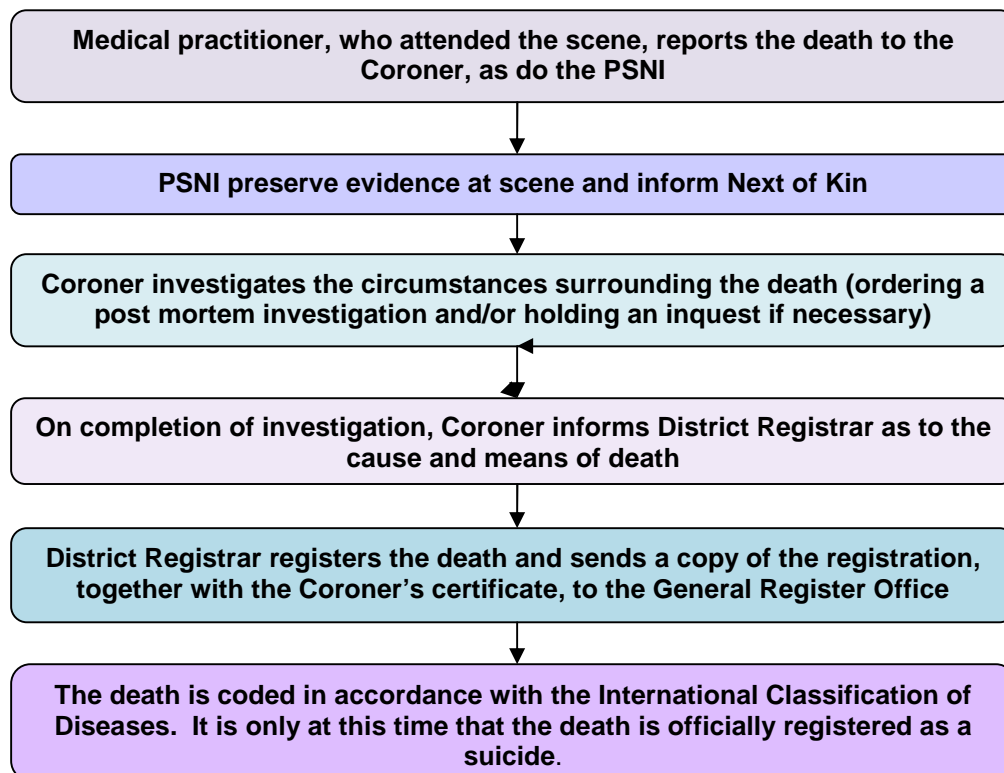 Medical practitioner, who attended the scene, reports the death to the
Coroner, as do the PSNI
PSNI preserve evidence at scene and inform Next of Kin
Coroner investigates the circumstances surrounding the death (ordering a
post mortem investigation and/or holding an inquest if necessary)
On completion of investigation, Coroner informs District Registrar as to the
cause and means of death
District Registrar registers the death and sends a copy of the registration,
together with the Coroner’s certificate, to the General Register Office
The death is coded in accordance with the International Classification of
Diseases.  It is only at this time that the death is officially registered as a
suicide.